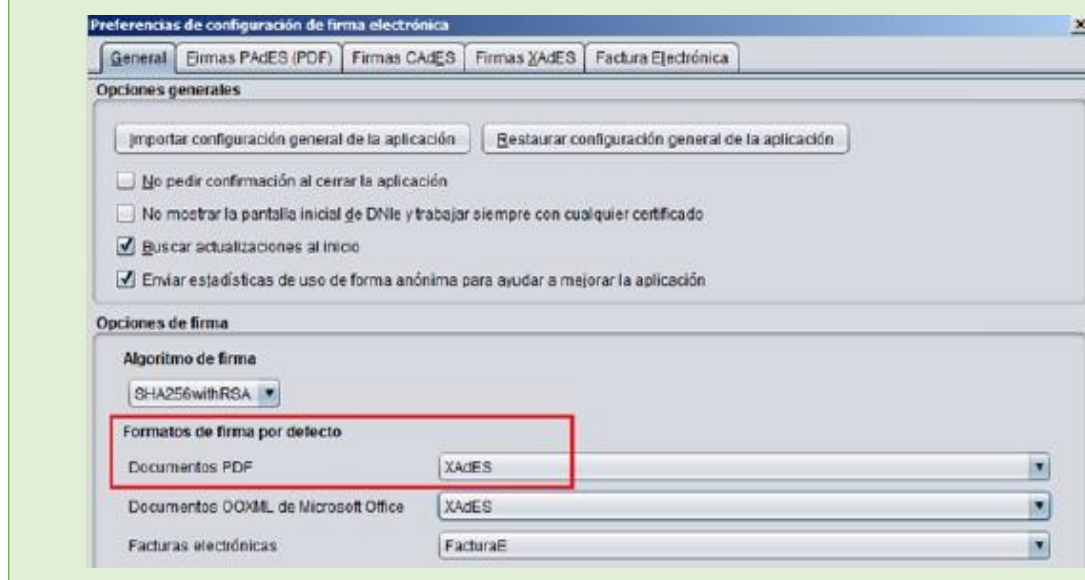 Preferencias de configuración de firma electrónica
General Firmas PAdES (PDF) Firmas CAdES Firmas XAdES Factura Electrónica
Opciones generales
Importar configuración general de la aplicación Restaurar configuración general de la aplicación
No pedir confirmación al cerrar la aplicación
No mostrar la pantalla inicial de DNIe y trabajar siempre con cualquier certificado
Buscar actualizaciones al inicio
Enviar estadísticas de uso de forma anónima para ayudar a mejorar la aplicación
Opciones de firma
Algoritmo de firma
SHA256withRSA
Formatos de firma por defecto
Documentos PDF XAdES
Documentos OOXML de Microsoft Office XAdES
Facturas electrónicas FacturaE